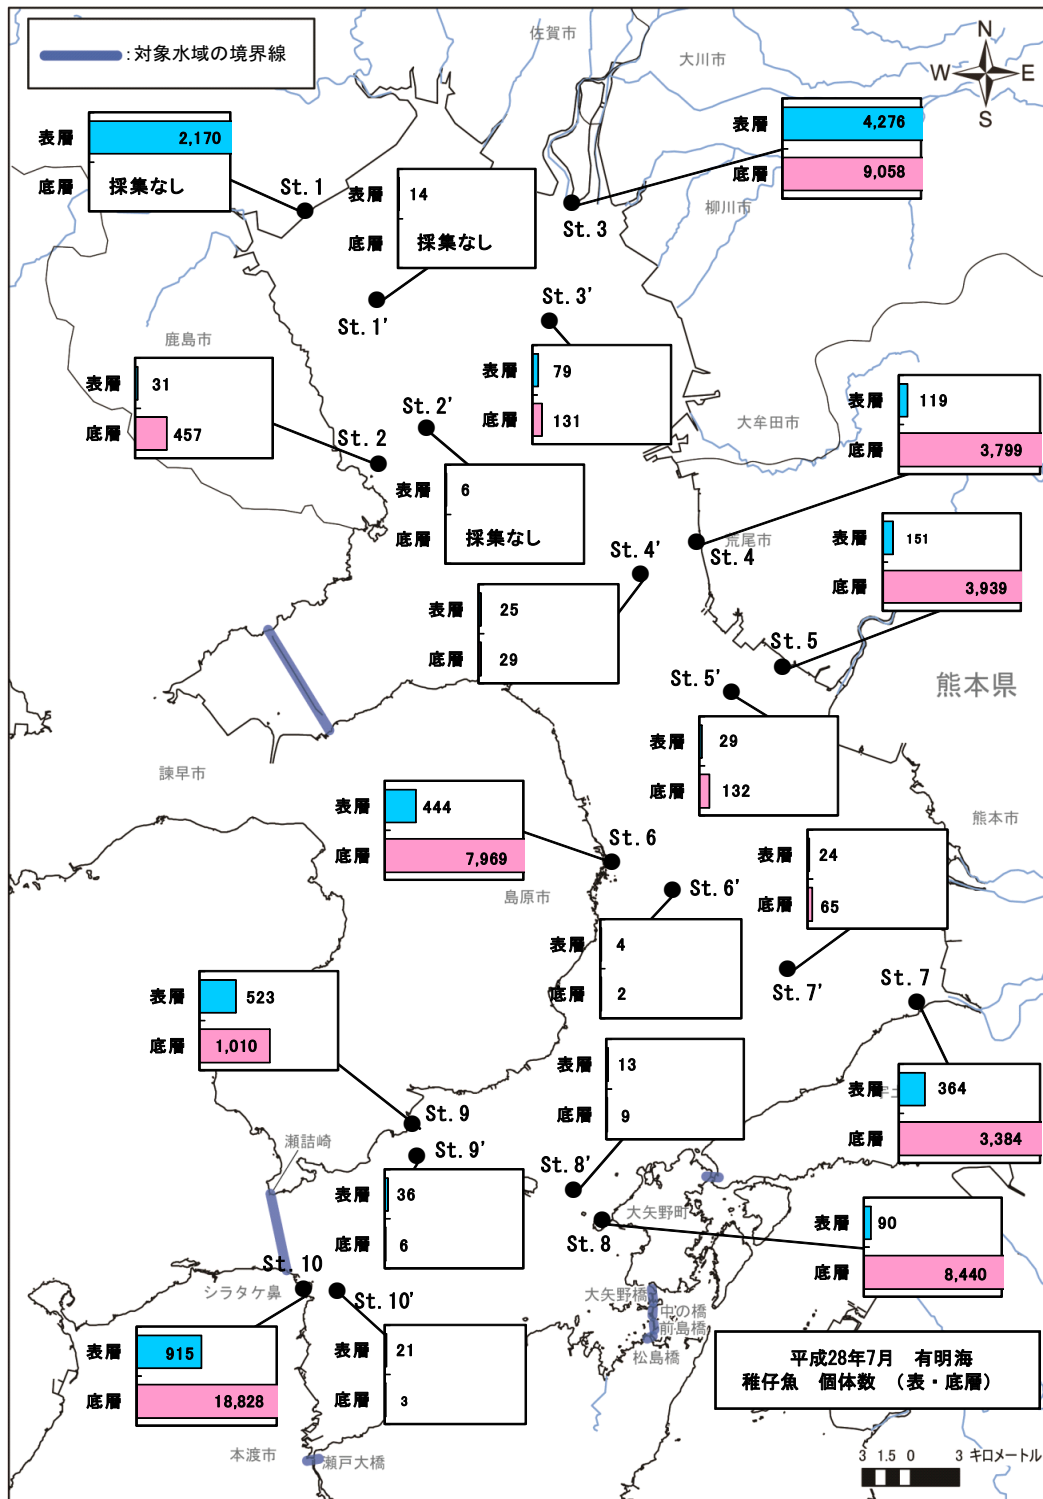 :対象水域の境界線
佐賀市
大川市
N
W
E
S
表層
2,170
底層
採集なし
St. 1
表層
14
底層
採集なし
St. 1'
表層
4,276
底層
9,058
St. 3
柳川市
St. 3'
表層
79
底層
131
鹿島市
表層
31
底層
457
St. 2
St. 2'
表層
6
底層
採集なし
大牟田市
表層
119
底層
3,799
St. 4
荒尾市
St. 4'
表層
25
底層
29
表層
151
底層
3,939
St. 5
St. 5'
表層
29
底層
132
熊本県
諫早市
熊本市
表層
444
底層
7,969
St. 6
島原市
St. 6'
表層
4
底層
2
表層
24
底層
65
St. 7'
St. 7
表層
364
底層
3,384
表層
523
底層
1,010
St. 9
瀬詰崎
St. 9'
表層
36
底層
6
表層
13
底層
9
St. 8'
大矢野町
St. 8
表層
90
底層
8,440
St. 10
シラタケ鼻
St. 10'
表層
915
底層
18,828
表層
21
底層
3
大矢野橋
中の橋
前島橋
松島橋
本渡市
瀬戸大橋
平成28年7月 有明海
稚仔魚 個体数 (表・底層)
3 1.5 0 3 キロメートル